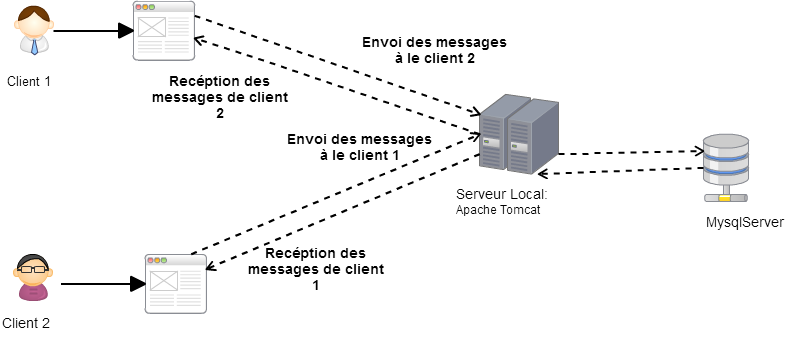 Envoi des messages
à le client 2
Client 1
Recéption des
messages de client
2
Envoi des messages
à le client 1
Serveur Local:
Apache Tomcat
MysqlServer
Recéption des
messages de client
1
Client 2